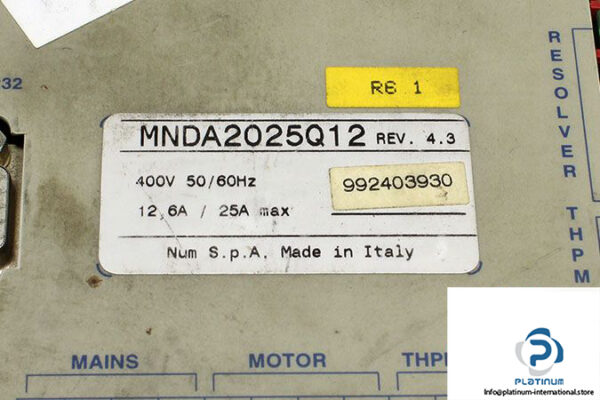 232
R6 1
RESOLVER
THPM
MNDA2025Q12 REV. 4.3
400V 50/60Hz
992403930
12,6A / 25A max
Num S.p.A. Made in Italy
MAINS
MOTOR
THPM
PLATINUM
Info@platinum-international.store